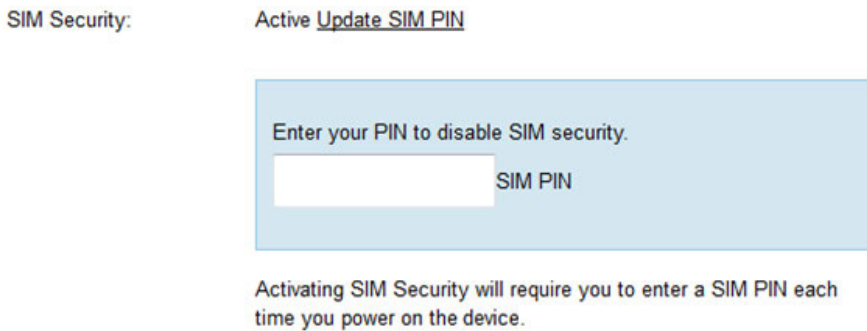 SIM Security: Active Update SIM PIN
Enter your PIN to disable SIM security.
SIM PIN
Activating SIM Security will require you to enter a SIM PIN each
time you power on the device.